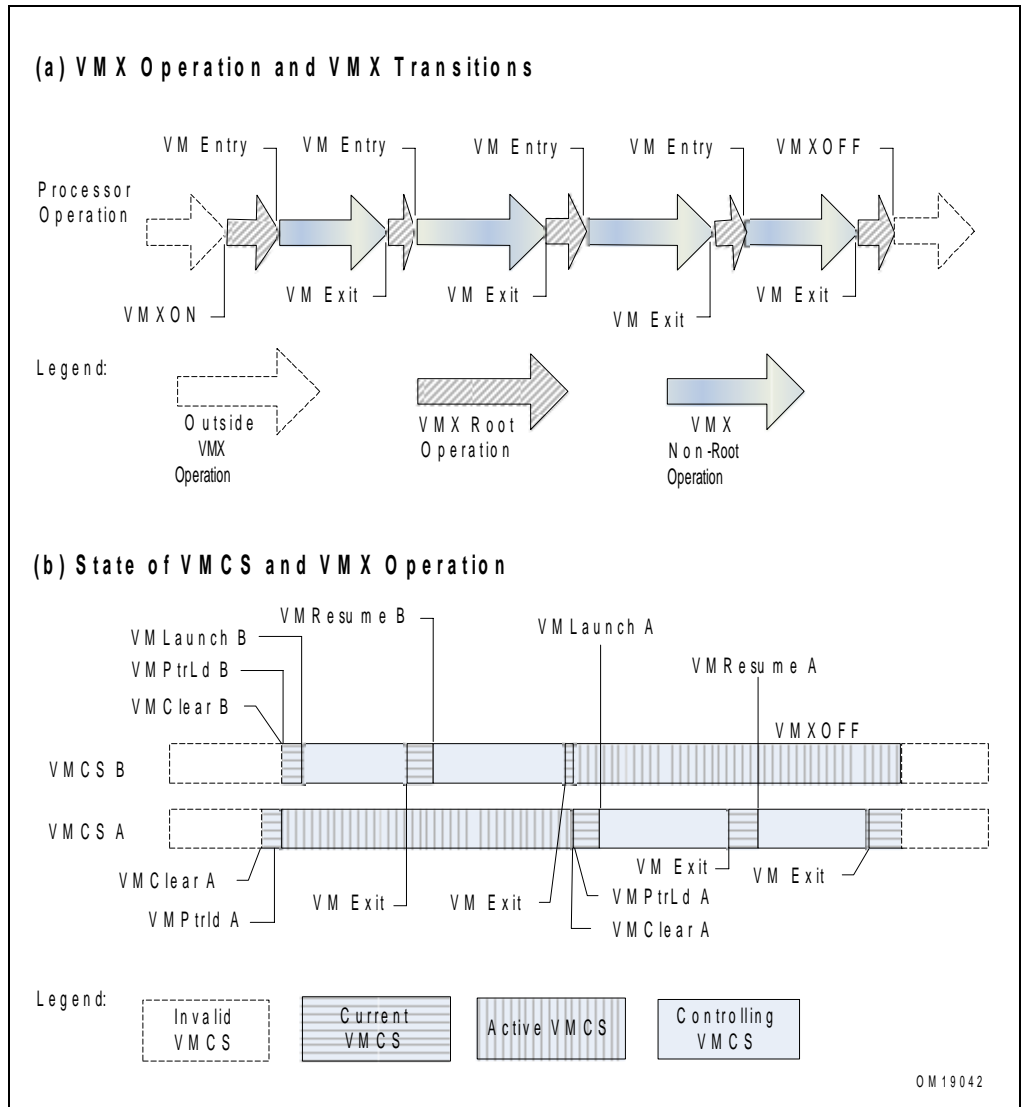 (a) VMX Operation and VMX Transitions
VM Entry VM Entry VM Entry VM Entry VMXOFF
Processor
Operation
VM Exit VM Exit VM Exit VM Exit
VMXON
Legend:
Outside
VMX
Operation
VMX Root
Operation
VMX
Non-Root
Operation
(b) State of VMCS and VMX Operation
VMResume B
VMLaunch B
VMLaunch A
VMPtrLd B
VMResume A
VMClear B
VMXOFF
VMCS B
VMCS A
VM Exit
VMClear A
VM Exit
VM Exit
VM Exit
VMPtrLd A
VMPtrld A
VMClear A
Legend:
Invalid
VMCS
Current
VMCS
Active VMCS
Controlling
VMCS
OM19042